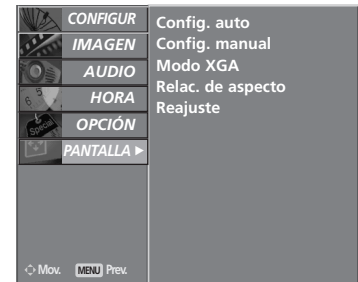 CONFIGUR
IMAGEN
AUDIO
HORA
OPCIÓN
PANTALLA ►
Config. auto
Config. manual
Modo XGA
Relac. de aspecto
Reajuste
Mov. MENU Prev.